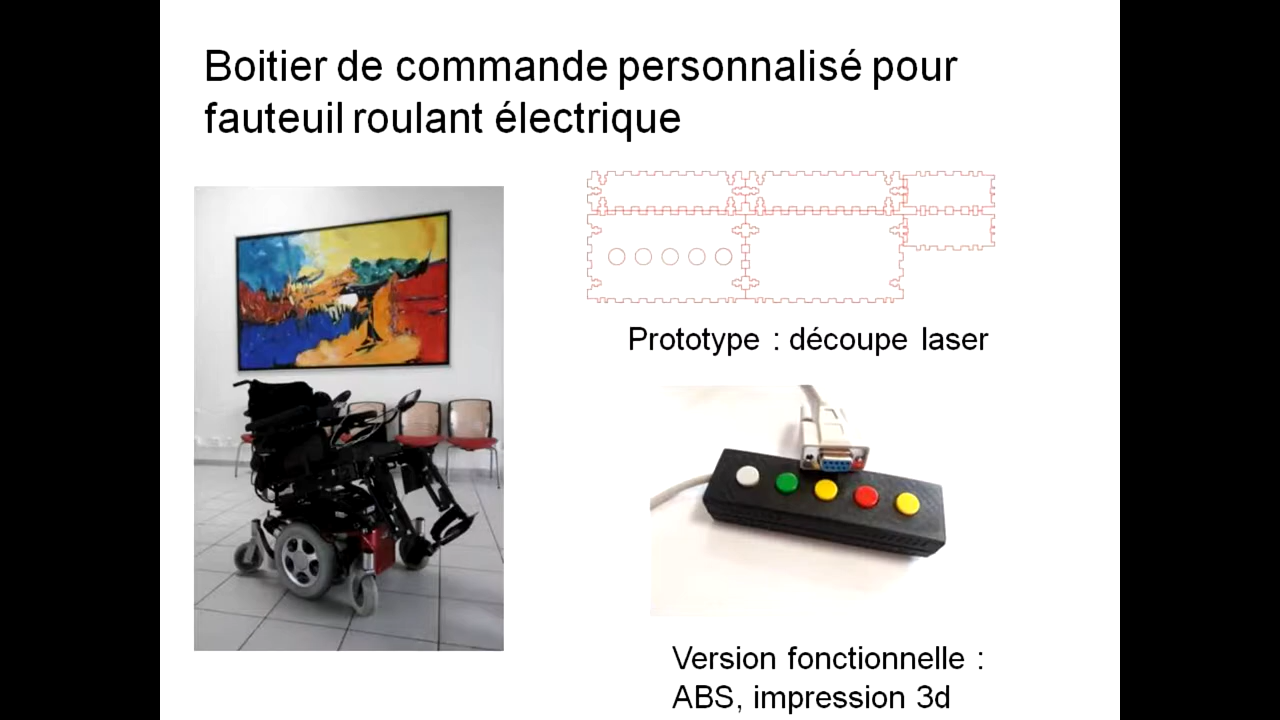 Boitier de commande personnalisé pour
fauteuil roulant électrique
Prototype : découpe laser
Version fonctionnelle :
ABS, impression 3d